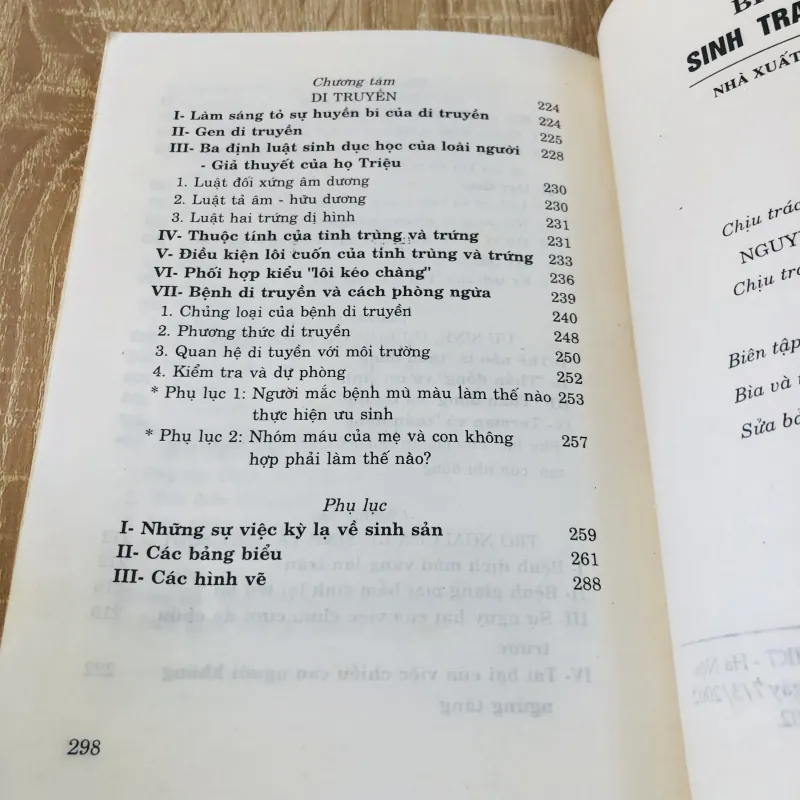 Chương tám
DI TRUYỀN 224
I- Làm sáng tỏ sự huyền bí của di truyền 224
II- Gen di truyền 225
III- Ba định luật sinh dục học của loài người 228
- Giả thuyết của họ Triệu
1. Luật đối xứng âm dương 230
2. Luật tả âm - hữu dương 230
3. Luật hai trứng dị hình 231
IV- Thuộc tính của tinh trùng và trứng 231
V- Điều kiện lôi cuốn của tinh trùng và trứng 233
VI- Phối hợp kiểu "lôi kéo chàng" 236
VII- Bệnh di truyền và cách phòng ngừa 239
1. Chủng loại của bệnh di truyền 240
2. Phương thức di truyền 248
3. Quan hệ di tuyền với môi trường 250
4. Kiểm tra và dự phòng 252
* Phụ lục 1: Người mắc bệnh mù màu làm thế nào 253
thực hiện ưu sinh
* Phụ lục 2: Nhóm máu của mẹ và con không 257
hợp phải làm thế nào?
Phụ lục
I- Những sự việc kỳ lạ về sinh sản 259
II- Các bảng biểu 261
III- Các hình vẽ 288
298
SINH
NHÀ XUẤT
Chịu
Chịu
Biên tập
Bìa và
Sửa